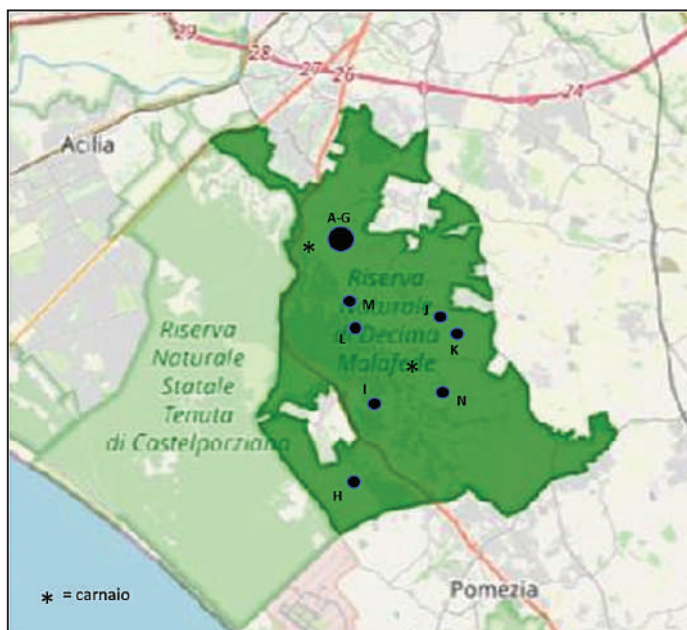 29
28
27
26
24
Acilia
A-G
*
Riserva
Naturale
di Decima
Malafede
M
J
L
K
*
Riserva
Naturale
Statale
Tenuta
di Castelporziano
I
N
H
Pomezia
* = carnaio